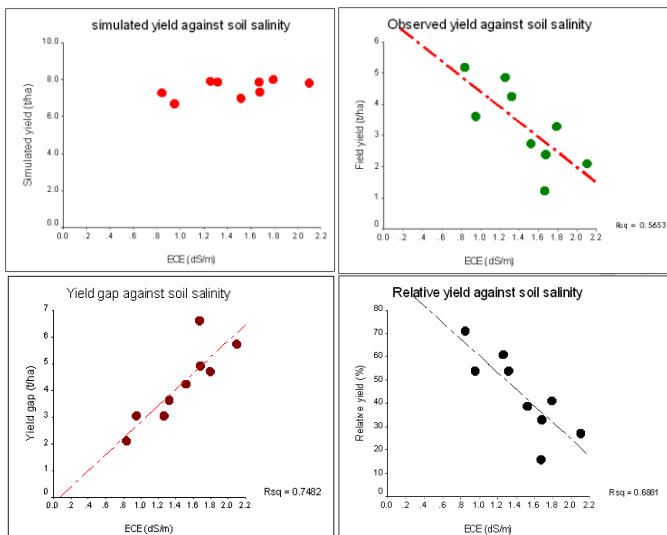 simulated yield against soil salinity
Simulated yield (t/ha)
10.0
8.0
6.0
4.0
2.0
0.0
0.0 .2 .4 .6 .8 1.0 1.2 1.4 1.6 1.8 2.0 2.2
ECE (dS/m)
Observed yield against soil salinity
Field yield (t/ha)
6
5
4
3
2
1
0
0.0 .2 .4 .6 .8 1.0 1.2 1.4 1.6 1.8 2.0 2.2
Rsq = 0.5653
ECE (dS/m)
Yield gap against soil salinity
Yield gap (t/ha)
7
6
5
4
3
2
1
0
0.0 .2 .4 .6 .8 1.0 1.2 1.4 1.6 1.8 2.0 2.2
Rsq = 0.7482
ECE (dS/m)
Relative yield against soil salinity
Relative yield (%)
80
70
60
50
40
30
20
10
0
0.0 .2 .4 .6 .8 1.0 1.2 1.4 1.6 1.8 2.0 2.2
Rsq = 0.6881
ECE (dS/m)